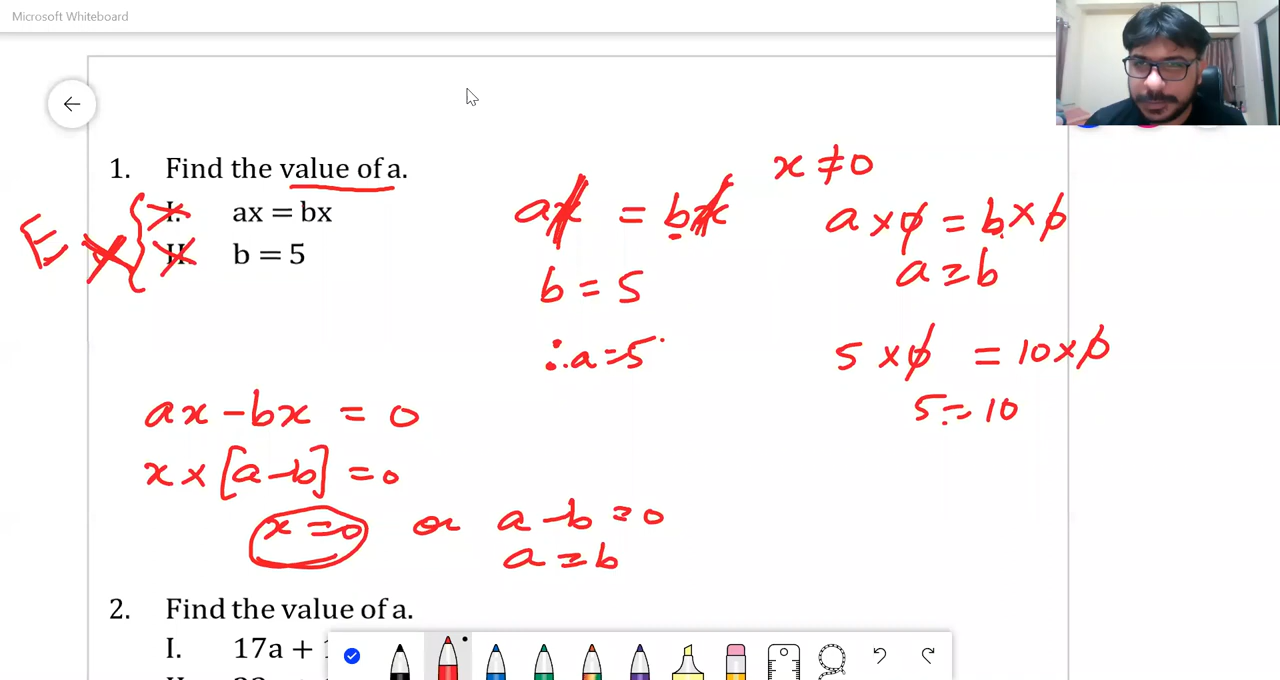 Microsoft Whiteboard
1. Find the value of a.
I. ax = bx
II. b = 5
E
ax = bx
b = 5
∴ a = 5
x ≠ 0
a × 0 = b × 0
a = b
5 × 0 = 10 × 0
5 = 10
ax - bx = 0
x × [a - b] = 0
x = 0 or a - b = 0
a = b
2. Find the value of a.
I. 17a +